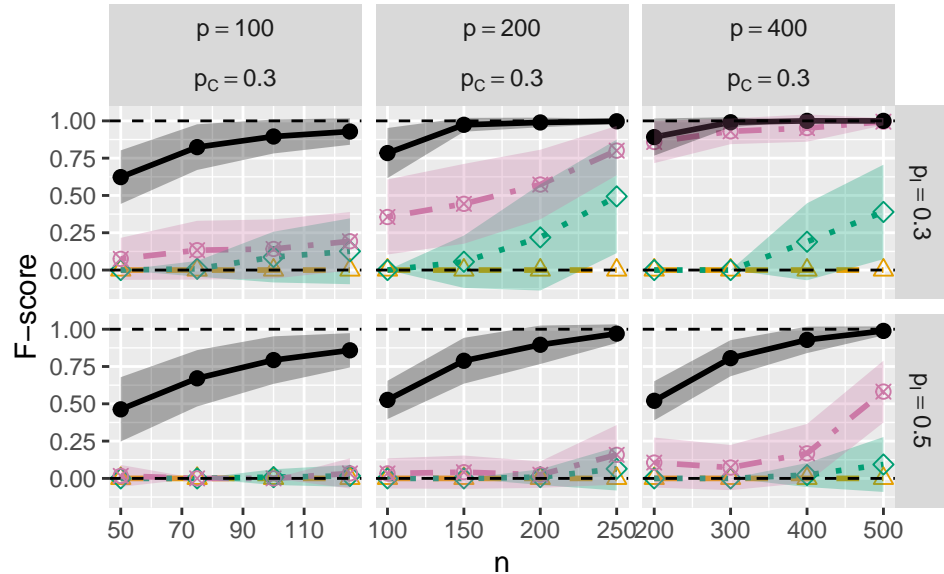 p = 100 p = 200 p = 400
p_C = 0.3 p_C = 0.3 p_C = 0.3
F−score
1.00
0.75
0.50
0.25
0.00
p_I = 0.3
1.00
0.75
0.50
0.25
0.00
p_I = 0.5
50 70 90 110 100 150 200 250 200 300 400 500
n